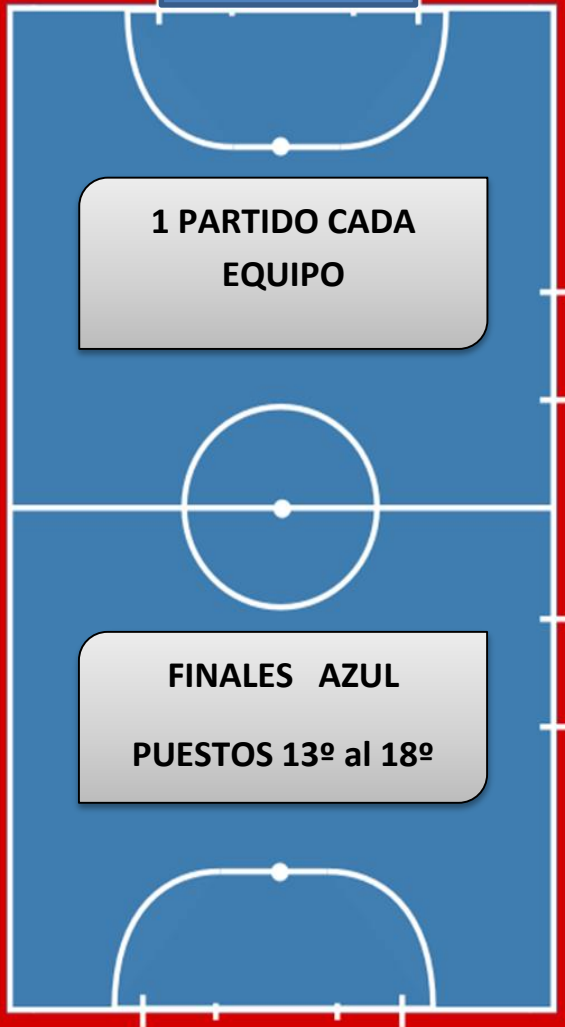 1 PARTIDO CADA
EQUIPO
FINALES AZUL
PUESTOS 13º al 18º